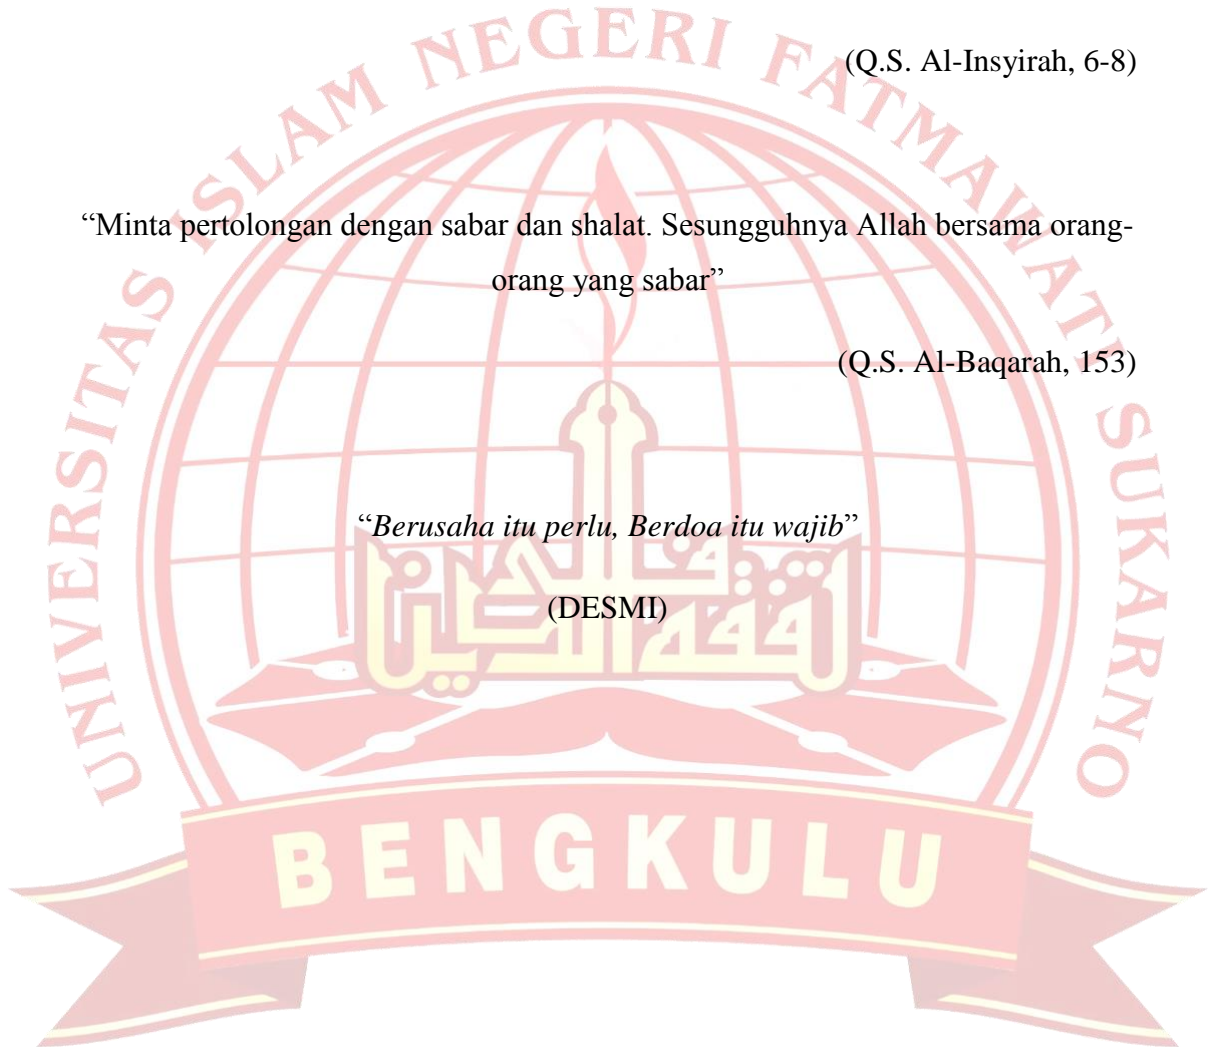 (Q.S. Al-Insyirah, 6-8)
“Minta pertolongan dengan sabar dan shalat. Sesungguhnya Allah bersama orang-
orang yang sabar”
(Q.S. Al-Baqarah, 153)
“Berusaha itu perlu, Berdoa itu wajib”
(DESMI)
UNIVERSITAS ISLAM NEGERI FATMAWATI SUKARNO
BENGKULU